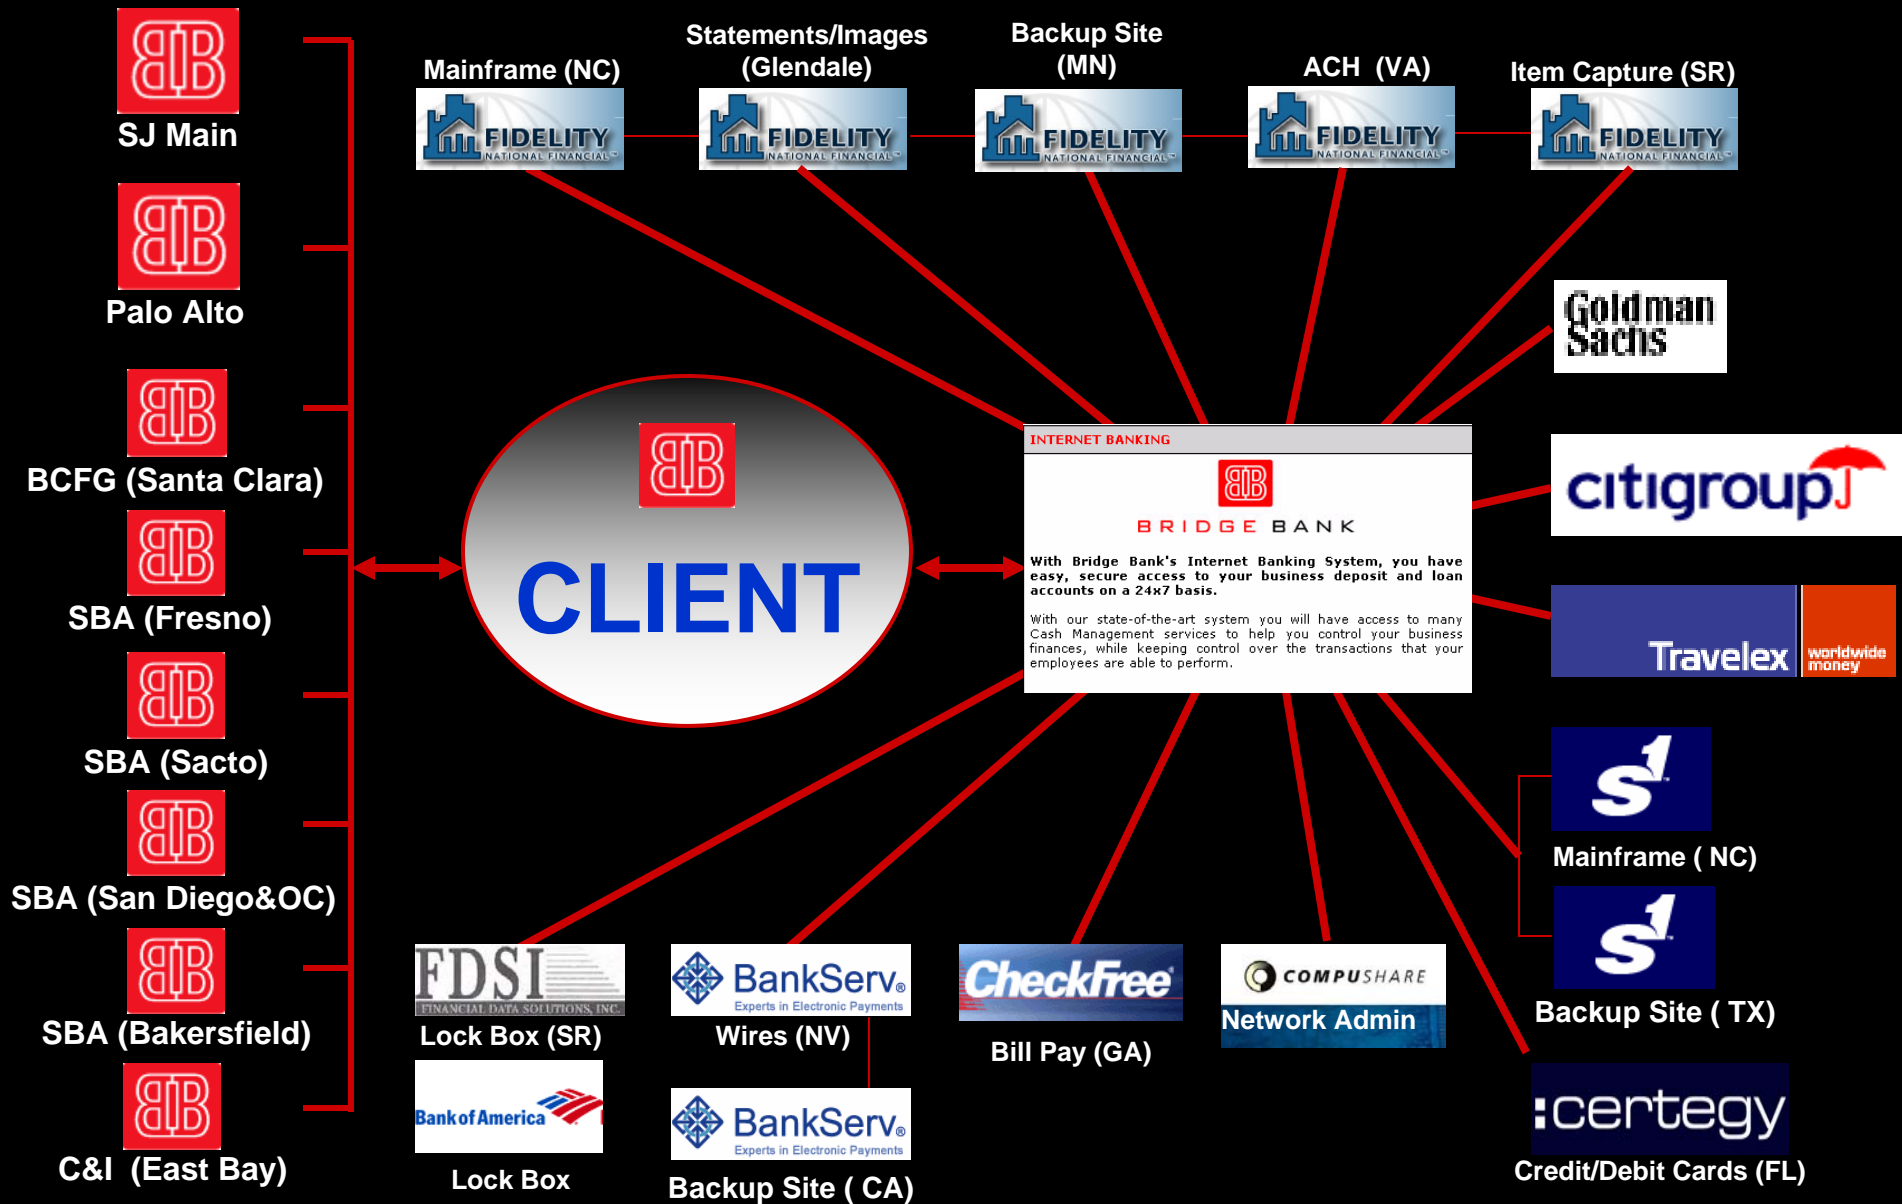 SJ Main
Palo Alto
BCFG (Santa Clara)
SBA (Fresno)
SBA (Sacto)
SBA (San Diego&OC)
SBA (Bakersfield)
C&I (East Bay)
Mainframe (NC)
FIDELITY
NATIONAL FINANCIAL™
Statements/Images
(Glendale)
FIDELITY
NATIONAL FINANCIAL™
Backup Site
(MN)
FIDELITY
NATIONAL FINANCIAL™
ACH (VA)
FIDELITY
NATIONAL FINANCIAL™
Item Capture (SR)
FIDELITY
NATIONAL FINANCIAL™
CLIENT
INTERNET BANKING
BRIDGE BANK
With Bridge Bank's Internet Banking System, you have
easy, secure access to your business deposit and loan
accounts on a 24x7 basis.
With our state-of-the-art system you will have access to many
Cash Management services to help you control your business
finances, while keeping control over the transactions that your
employees are able to perform.
Goldman
Sachs
citigroup
Travelex
worldwide
money
S1™
Mainframe ( NC)
S1™
Backup Site ( TX)
:certegy
Credit/Debit Cards (FL)
FDSI
FINANCIAL DATA SOLUTIONS, INC.
Lock Box (SR)
Bank of America
Lock Box
BankServ®
Experts in Electronic Payments
Wires (NV)
BankServ®
Experts in Electronic Payments
Backup Site ( CA)
CheckFree®
Bill Pay (GA)
COMPUSHARE
Network Admin